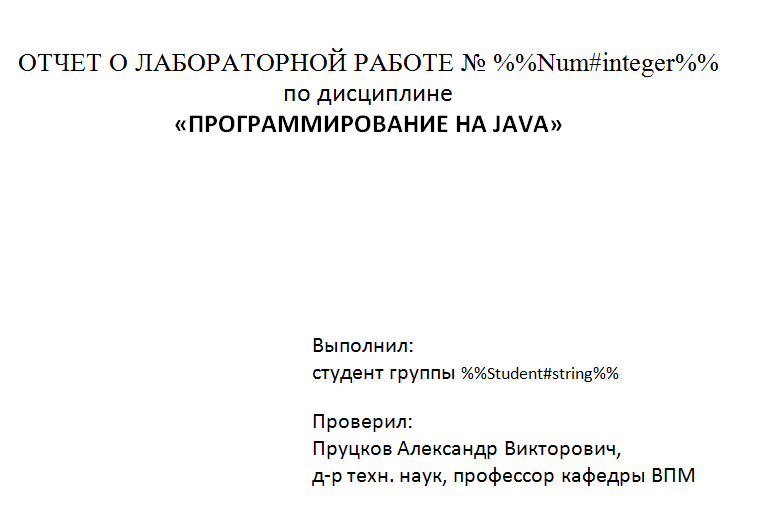 ОТЧЕТ О ЛАБОРАТОРНОЙ РАБОТЕ № %%Num#integer%%
по дисциплине
«ПРОГРАММИРОВАНИЕ НА JAVA»
Выполнил:
студент группы %%Student#string%%
Проверил:
Пруцков Александр Викторович,
д-р техн. наук, профессор кафедры ВПМ